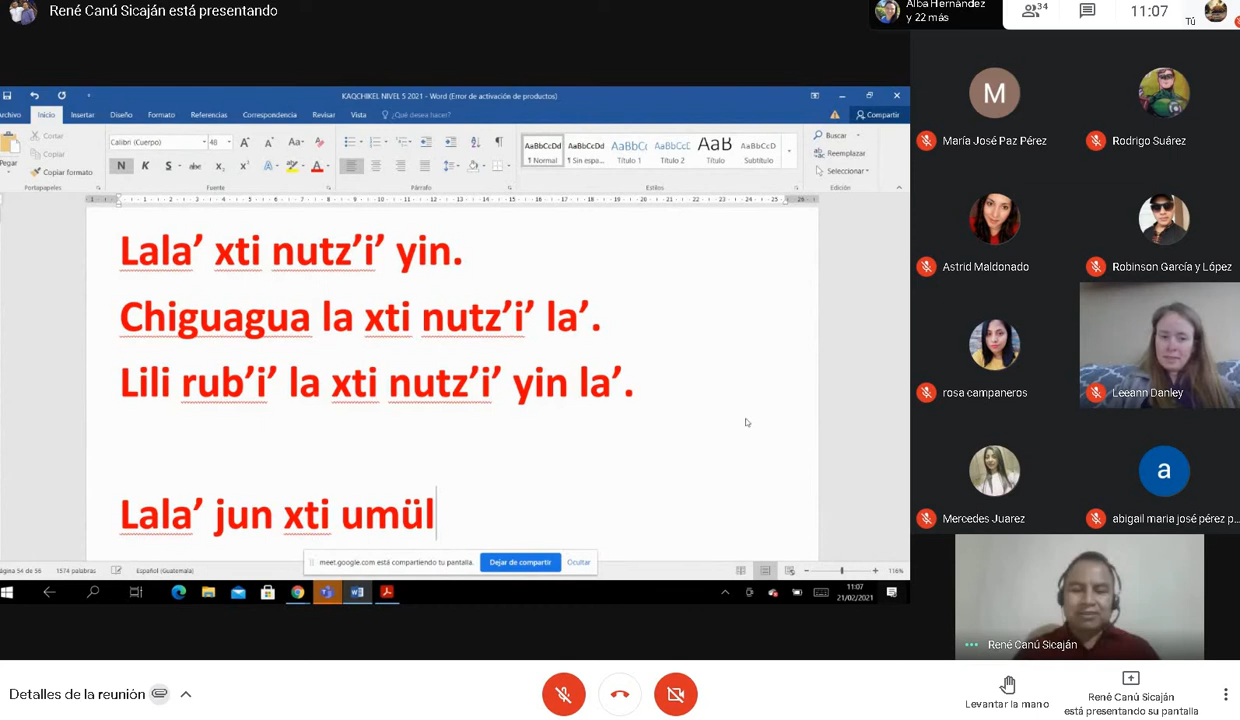 René Canú Sicaján está presentando
Alba Hernández
y 22 más
34
11:07
Tú
KAQCHIKEL NIVEL 5 2021 - Word (Error de activación de productos)
Archivo Inicio Insertar Diseño Formato Referencias Correspondencia Revisar Vista ¿Qué desea hacer? Compartir
Pegar
Cortar
Copiar
Copiar formato
Portapapeles
Calibri (Cuerpo) 48
Fuente
Párrafo
AaBbCcDd AaBbCcDd AaBbCc AaBbCcD AaB AaBbCcD
¶ Normal ¶ Sin espa... Título 1 Título 2 Título Subtítulo
Estilos
Buscar
Reemplazar
Seleccionar
Edición
Lala’ xti nutz’i’ yin.
Chiguagua la xti nutz’i’ la’.
Lili rub’i’ la xti nutz’i’ yin la’.
Lala’ jun xti umül
meet.google.com está compartiendo tu pantalla. Dejar de compartir Ocultar
Página 54 de 56 1574 palabras Español (Guatemala) 116%
11:07
21/02/2021
M
María José Paz Pérez
Rodrigo Suárez
Astrid Maldonado
Robinson García y López
rosa campaneros
Leeann Danley
Mercedes Juarez
a
abigail maria josé pérez p...
René Canú Sicaján
Detalles de la reunión
Levantar la mano
René Canú Sicaján
está presentando su pantalla